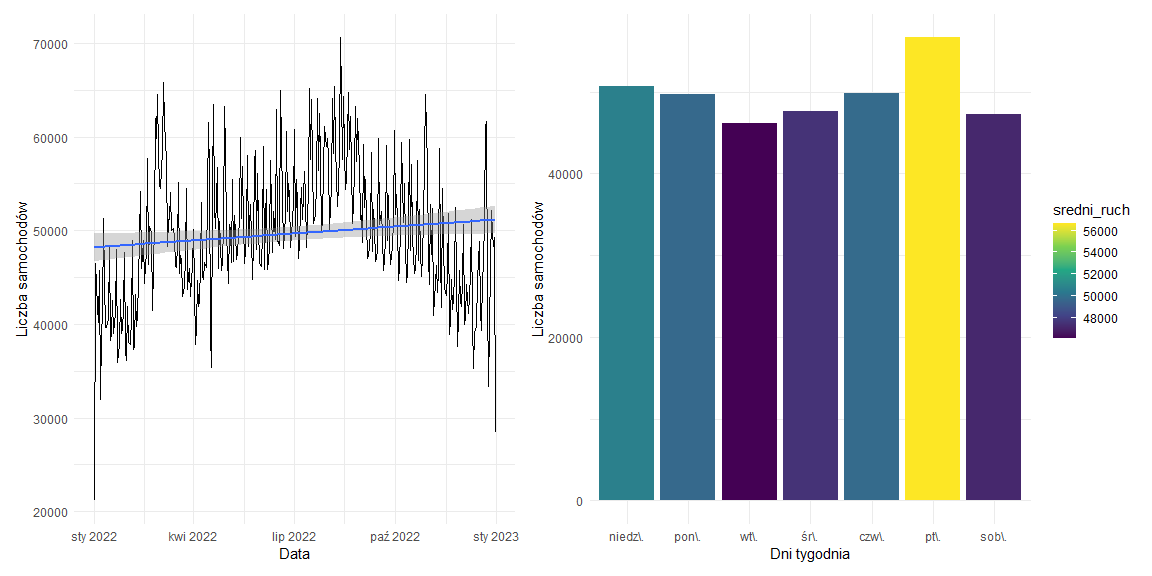 Liczba samochodów
70000
60000
50000
40000
30000
20000
sty 2022
kwi 2022
lip 2022
paź 2022
sty 2023
Data
Liczba samochodów
40000
20000
0
niedz\.
pon\.
wt\.
śr\.
czw\.
pt\.
sob\.
Dni tygodnia
sredni_ruch
56000
54000
52000
50000
48000